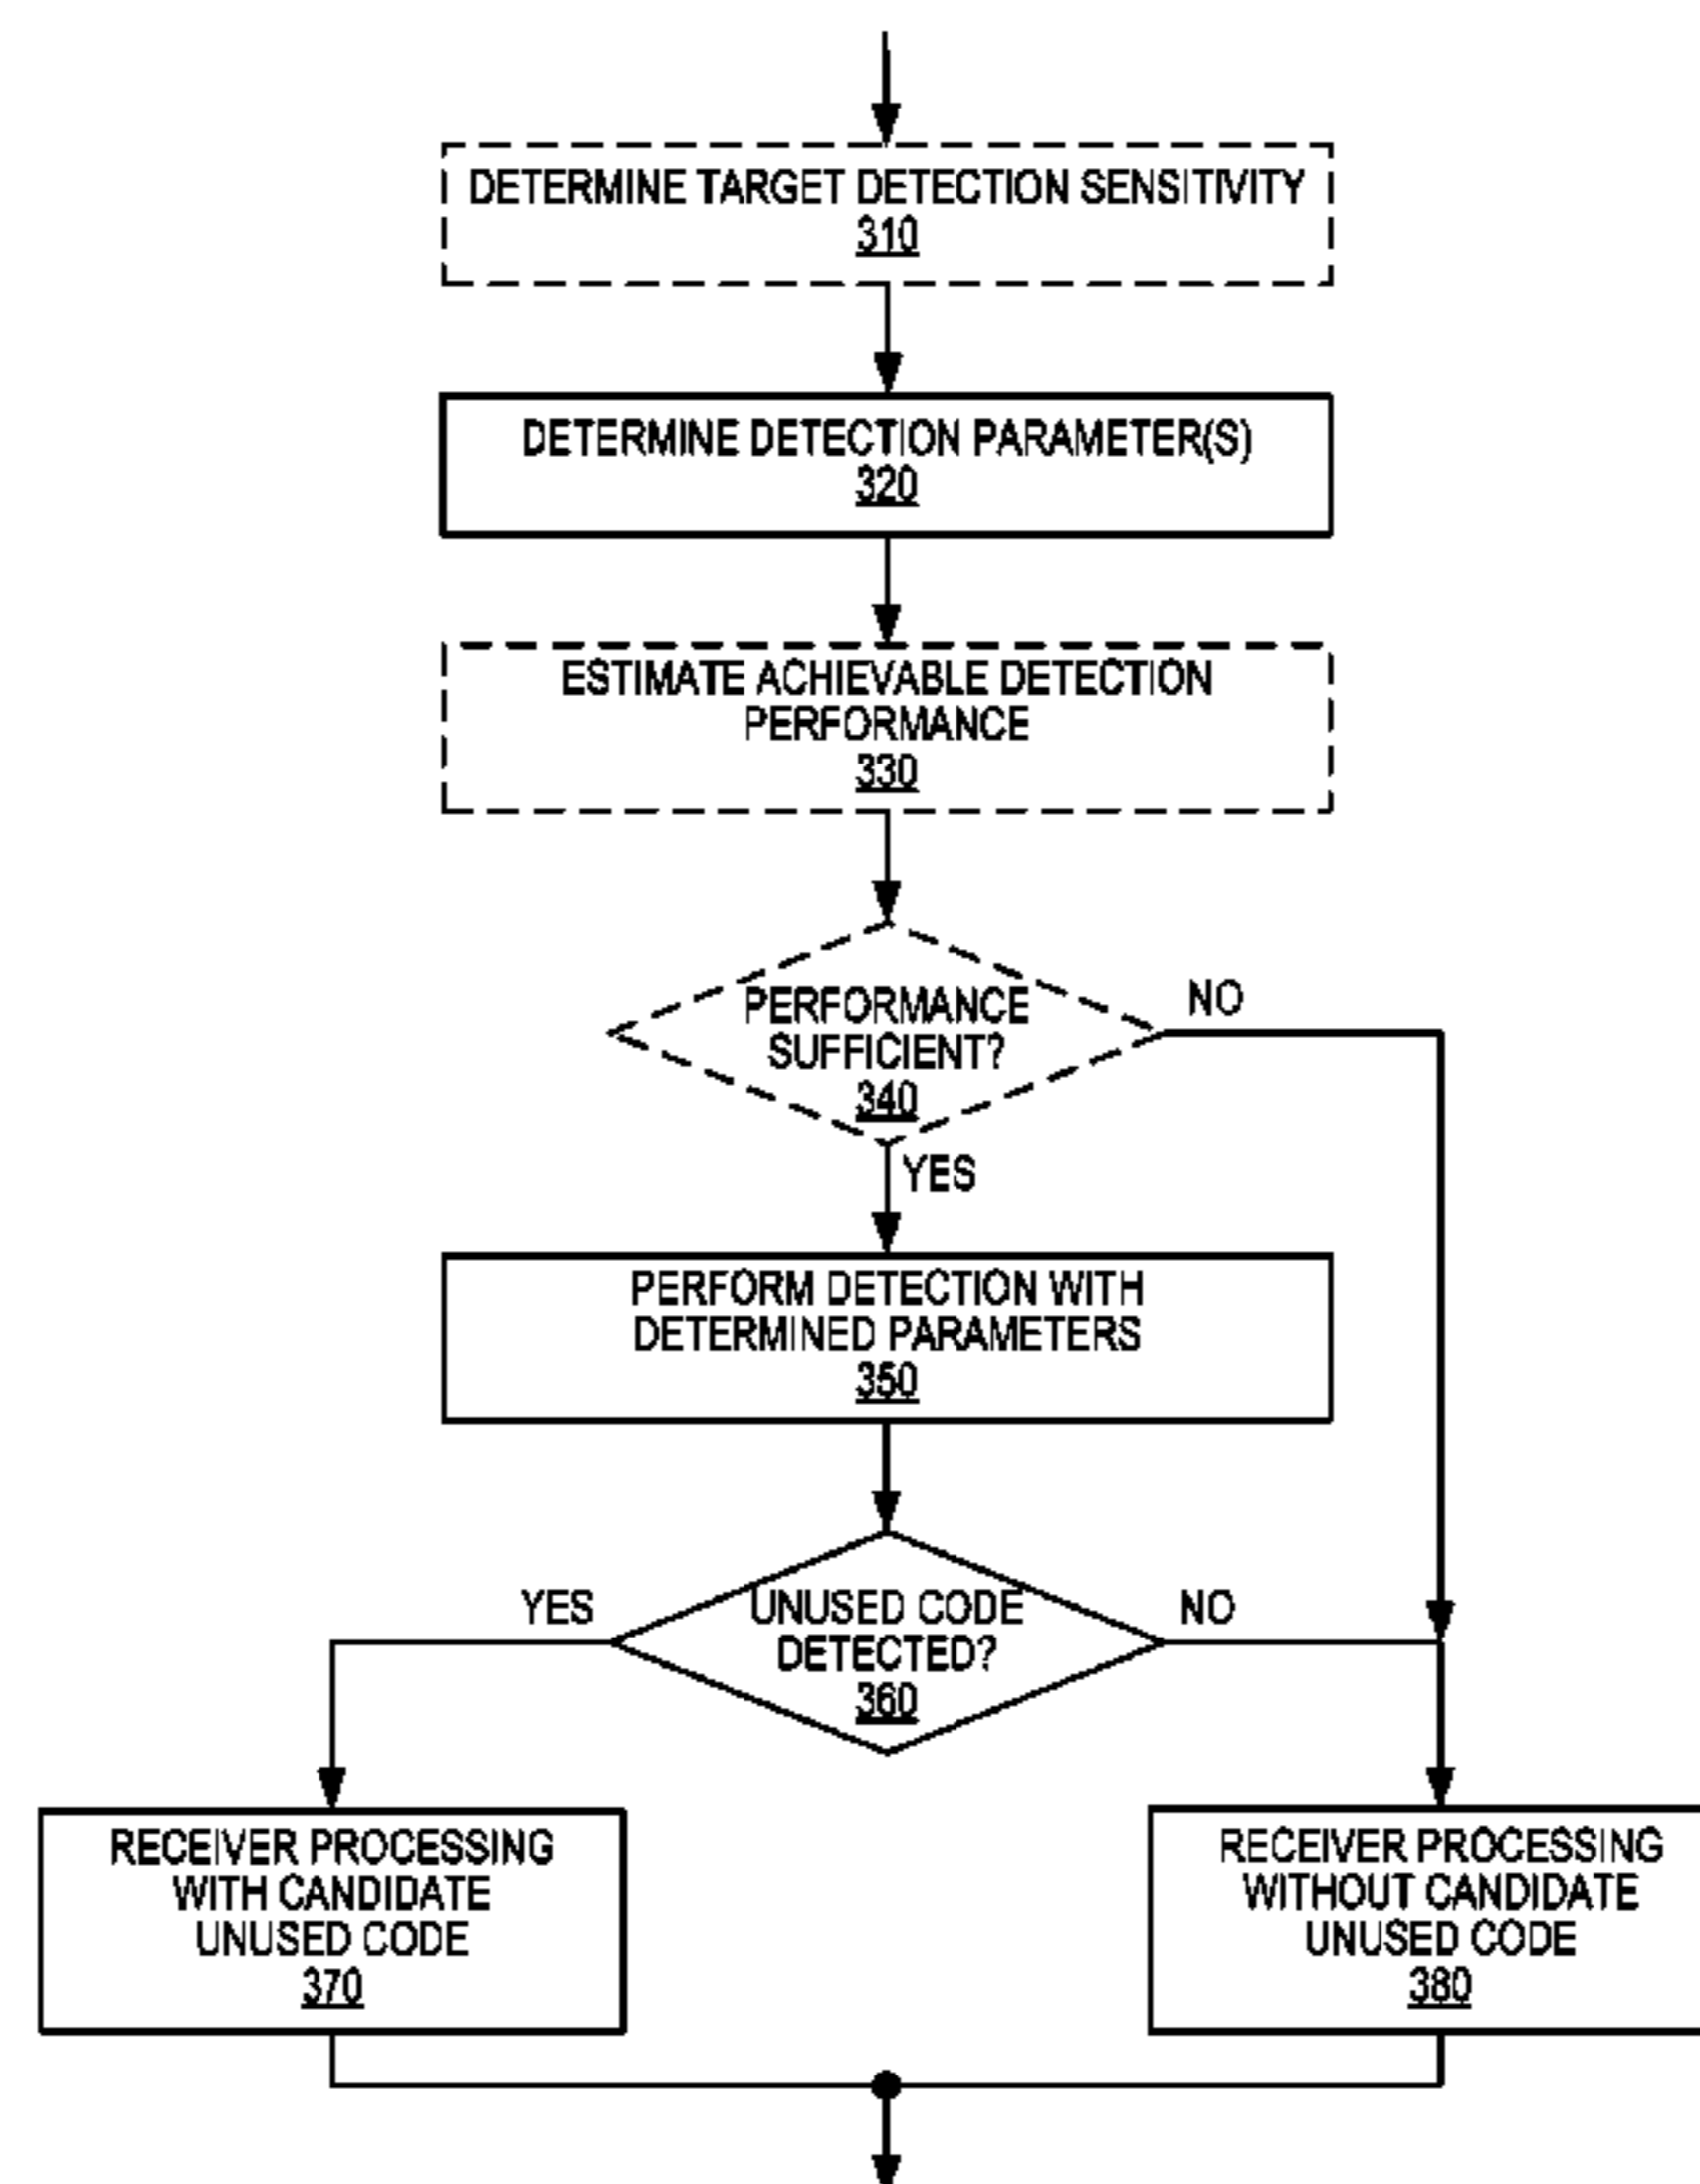 DETERMINE TARGET DETECTION SENSITIVITY
310
DETERMINE DETECTION PARAMETER(S)
320
ESTIMATE ACHIEVABLE DETECTION
PERFORMANCE
330
PERFORMANCE
SUFFICIENT?
340
NO
YES
PERFORM DETECTION WITH
DETERMINED PARAMETERS
350
YES
UNUSED CODE
DETECTED?
360
NO
RECEIVER PROCESSING
WITH CANDIDATE
UNUSED CODE
370
RECEIVER PROCESSING
WITHOUT CANDIDATE
UNUSED CODE
380